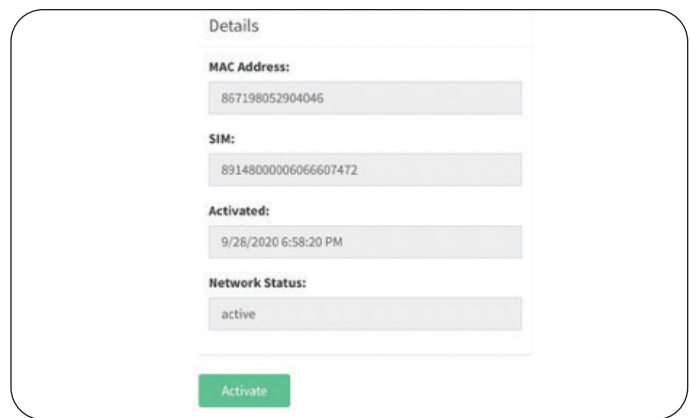 Details
MAC Address:
867198052904046
SIM:
89148000006066607472
Activated:
9/28/2020 6:58:20 PM
Network Status:
active
Activate